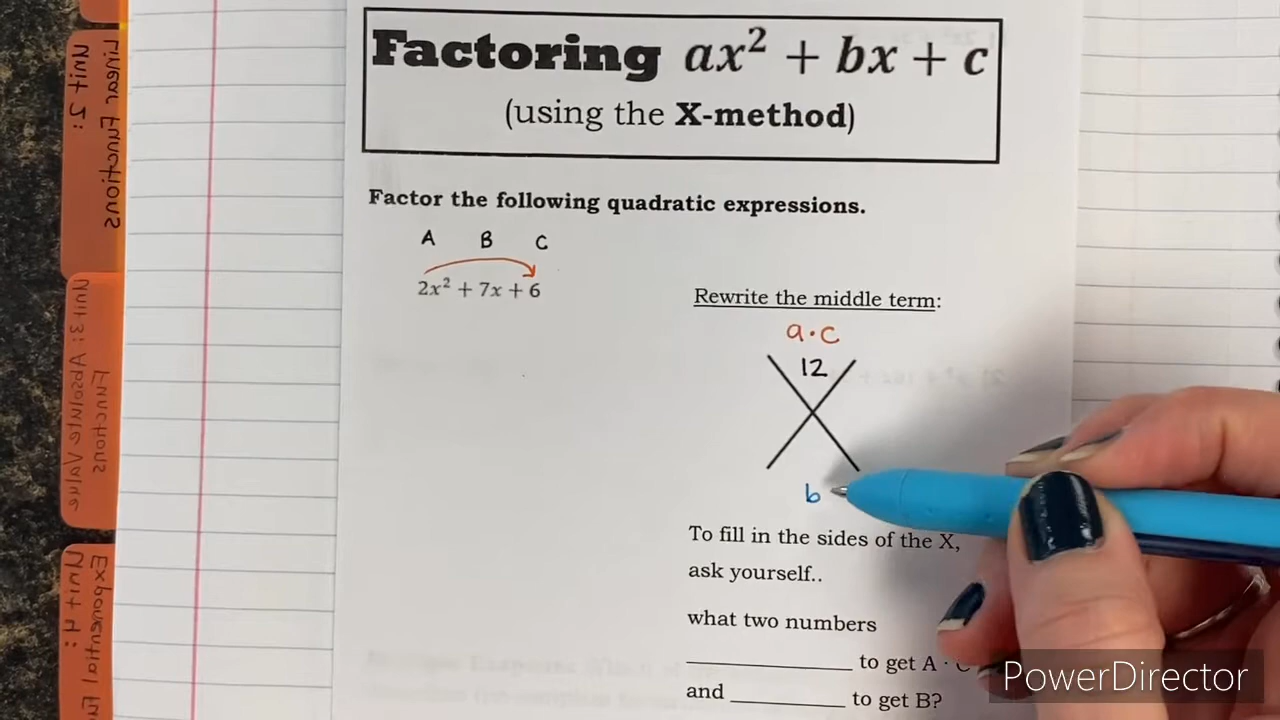 Factoring ax² + bx + c
(using the X-method)
Factor the following quadratic expressions.
A B C
2x² + 7x + 6
Rewrite the middle term:
a·c
12
b
To fill in the sides of the X,
ask yourself..
what two numbers
____________ to get A · C
and ________ to get B?
PowerDirector
Unit 2:
Linear Functions
Unit 3: Absolute Value
Functions
Unit 4: